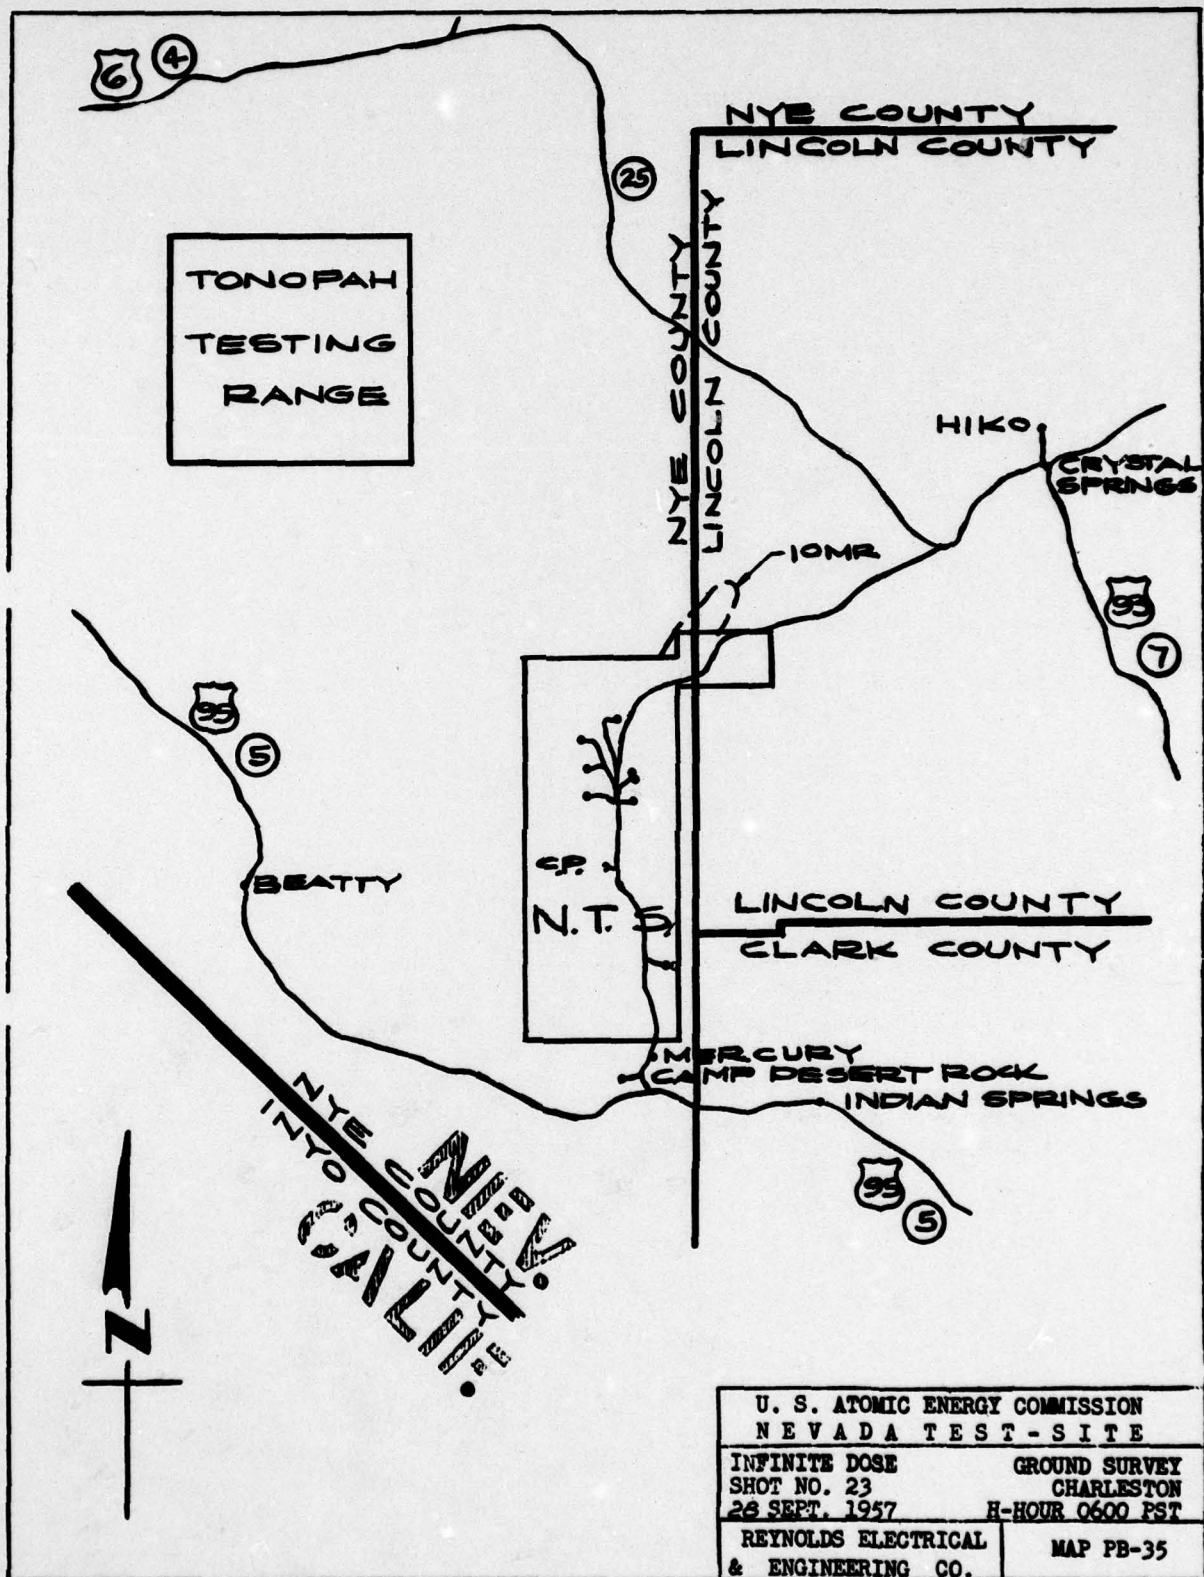 6 4
NYE COUNTY
LINCOLN COUNTY
25
TONOPAH
TESTING
RANGE
NYE COUNTY
LINCOLN COUNTY
HIKO
CRYSTAL
SPRINGS
10MR
93
7
95
5
BEATTY
C.P.
N.T.S.
LINCOLN COUNTY
CLARK COUNTY
MERCURY
CAMP DESERT ROCK
INDIAN SPRINGS
95
5
NYE COUNTY
INYO COUNTY
NEV.
CALIF.
N
U. S. ATOMIC ENERGY COMMISSION
NEVADA TEST-SITE
INFINITE DOSE GROUND SURVEY
SHOT NO. 23 CHARLESTON
28 SEPT. 1957 H-HOUR 0600 PST
REYNOLDS ELECTRICAL
& ENGINEERING CO.
MAP PB-35